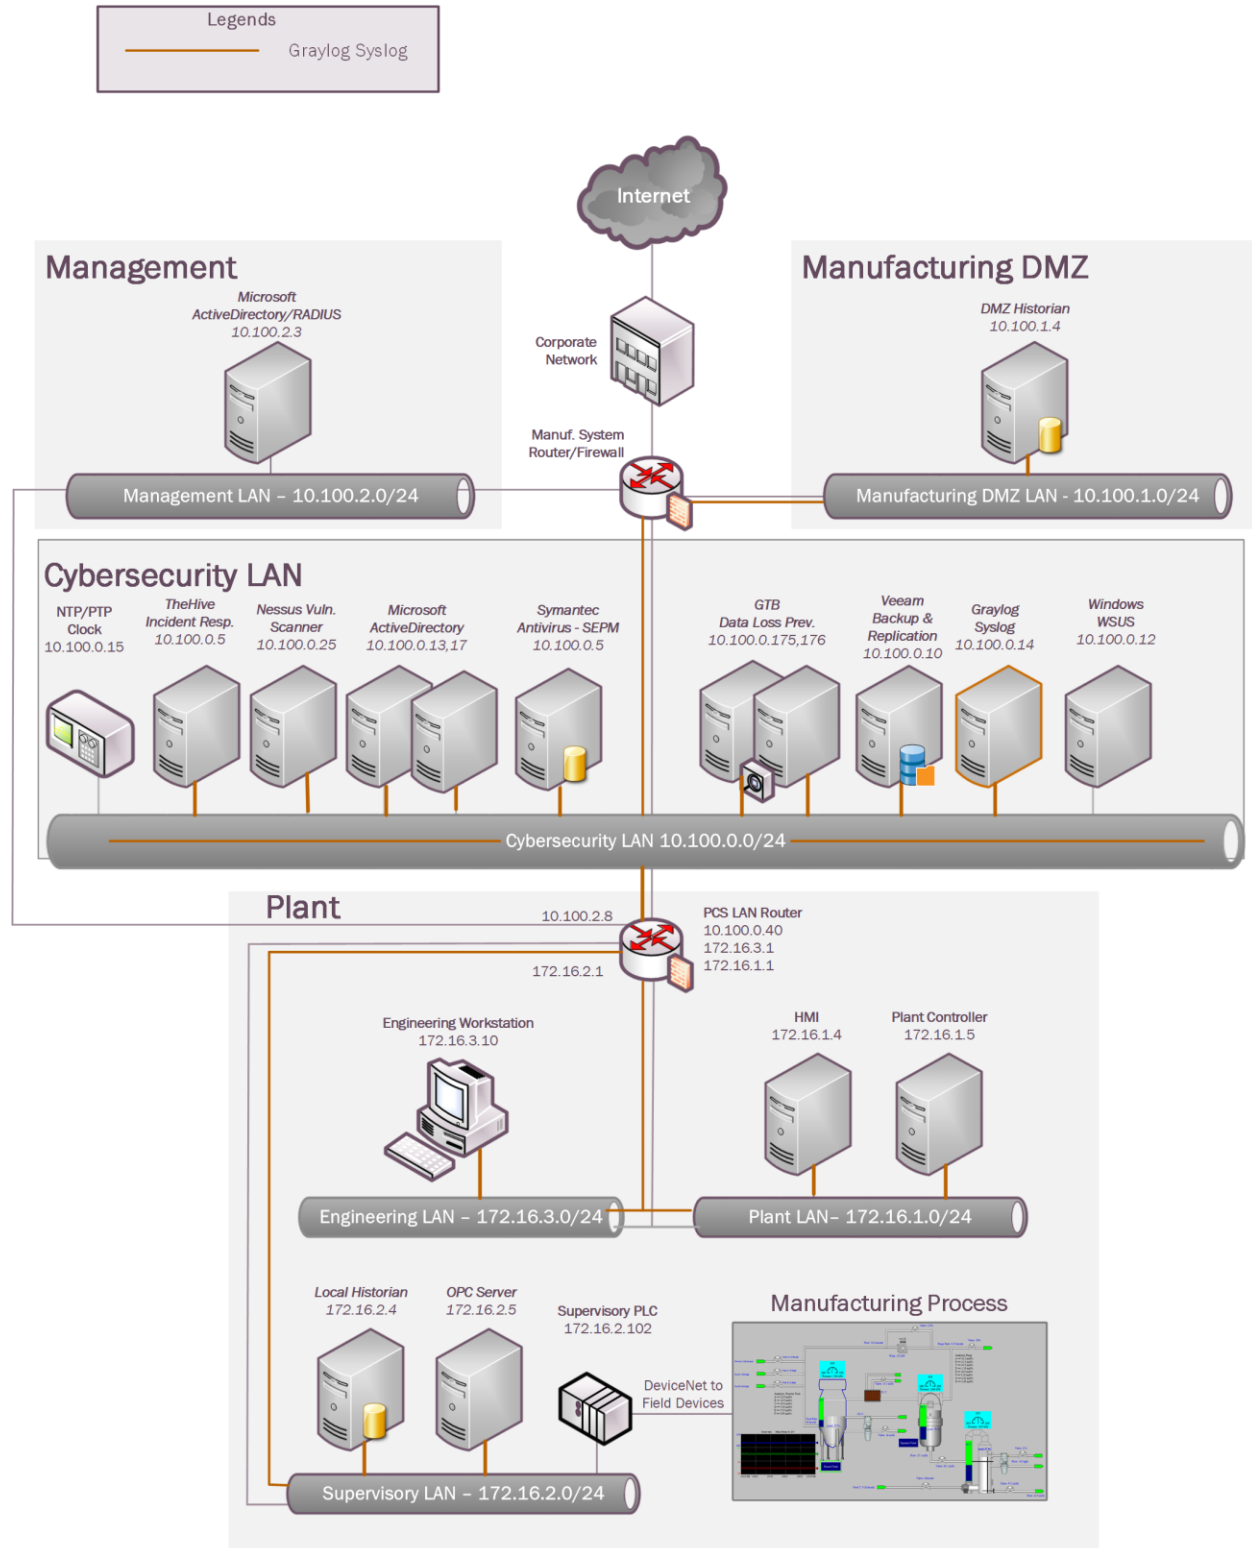 Legends
Graylog Syslog
Internet
Management
Manufacturing DMZ
Microsoft
ActiveDirectory/RADIUS
10.100.2.3
DMZ Historian
10.100.1.4
Corporate
Network
Manuf. System
Router/Firewall
Management LAN – 10.100.2.0/24
Manufacturing DMZ LAN - 10.100.1.0/24
Cybersecurity LAN
NTP/PTP
Clock
10.100.0.15
TheHive
Incident Resp.
10.100.0.5
Nessus Vuln.
Scanner
10.100.0.25
Microsoft
ActiveDirectory
10.100.0.13,17
Symantec
Antivirus - SEPM
10.100.0.5
GTB
Data Loss Prev.
10.100.0.175,176
Veeam
Backup &
Replication
10.100.0.10
Graylog
Syslog
10.100.0.14
Windows
WSUS
10.100.0.12
Cybersecurity LAN 10.100.0.0/24
Plant
10.100.2.8
172.16.2.1
PCS LAN Router
10.100.0.40
172.16.3.1
172.16.1.1
Engineering Workstation
172.16.3.10
HMI
172.16.1.4
Plant Controller
172.16.1.5
Engineering LAN – 172.16.3.0/24
Plant LAN– 172.16.1.0/24
Local Historian
172.16.2.4
OPC Server
172.16.2.5
Supervisory PLC
172.16.2.102
Manufacturing Process
DeviceNet to
Field Devices
Supervisory LAN – 172.16.2.0/24